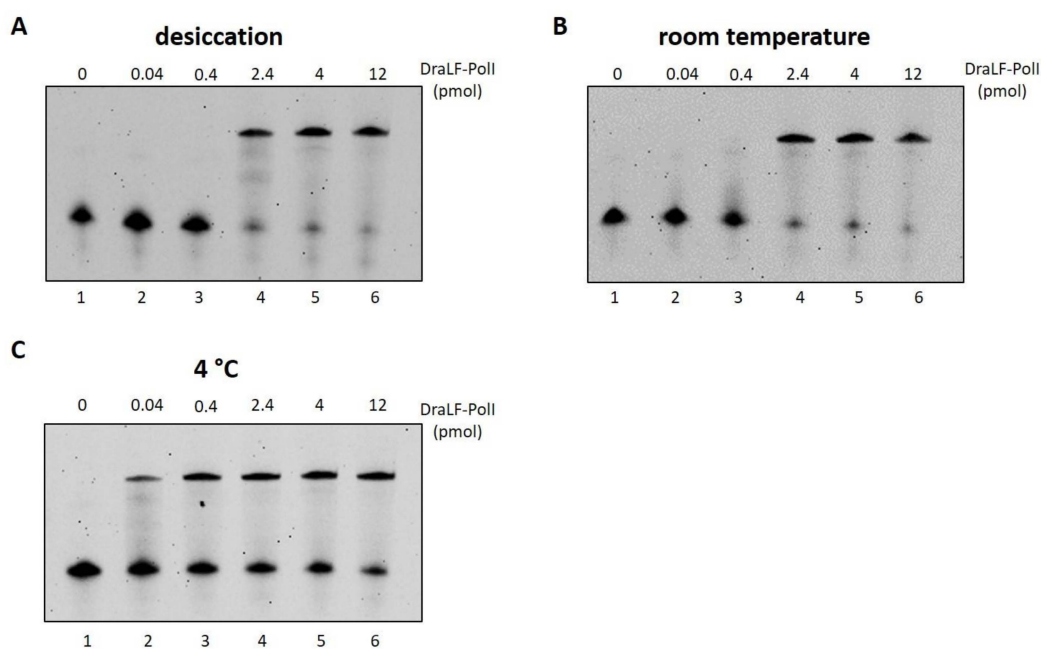 A
desiccation
0 0.04 0.4 2.4 4 12 DraLF-PolI
(pmol)
1 2 3 4 5 6
B
room temperature
0 0.04 0.4 2.4 4 12 DraLF-PolI
(pmol)
1 2 3 4 5 6
C
4 °C
0 0.04 0.4 2.4 4 12 DraLF-PolI
(pmol)
1 2 3 4 5 6